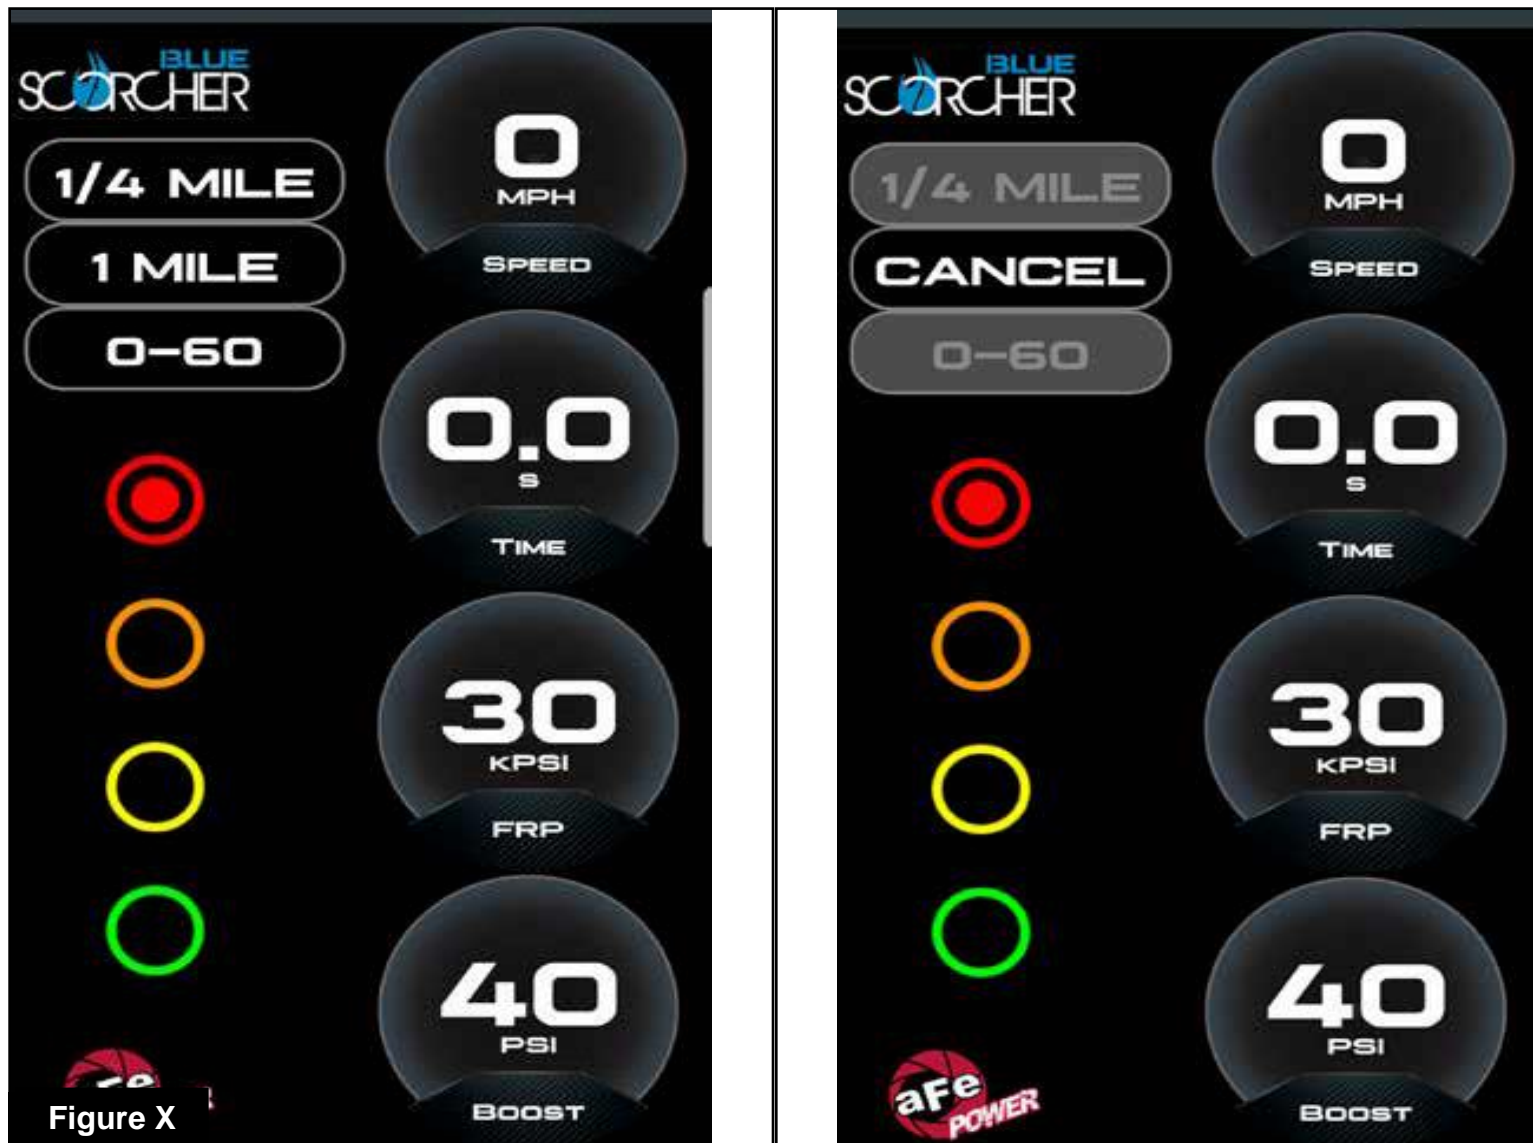 BLUE
SCORCHER
1/4 MILE
1 MILE
0-60
0
MPH
SPEED
0.0
S
TIME
30
KPSI
FRP
40
PSI
BOOST
aFe
Figure X
BLUE
SCORCHER
1/4 MILE
CANCEL
0-60
0
MPH
SPEED
0.0
S
TIME
30
KPSI
FRP
40
PSI
BOOST
aFe
POWER